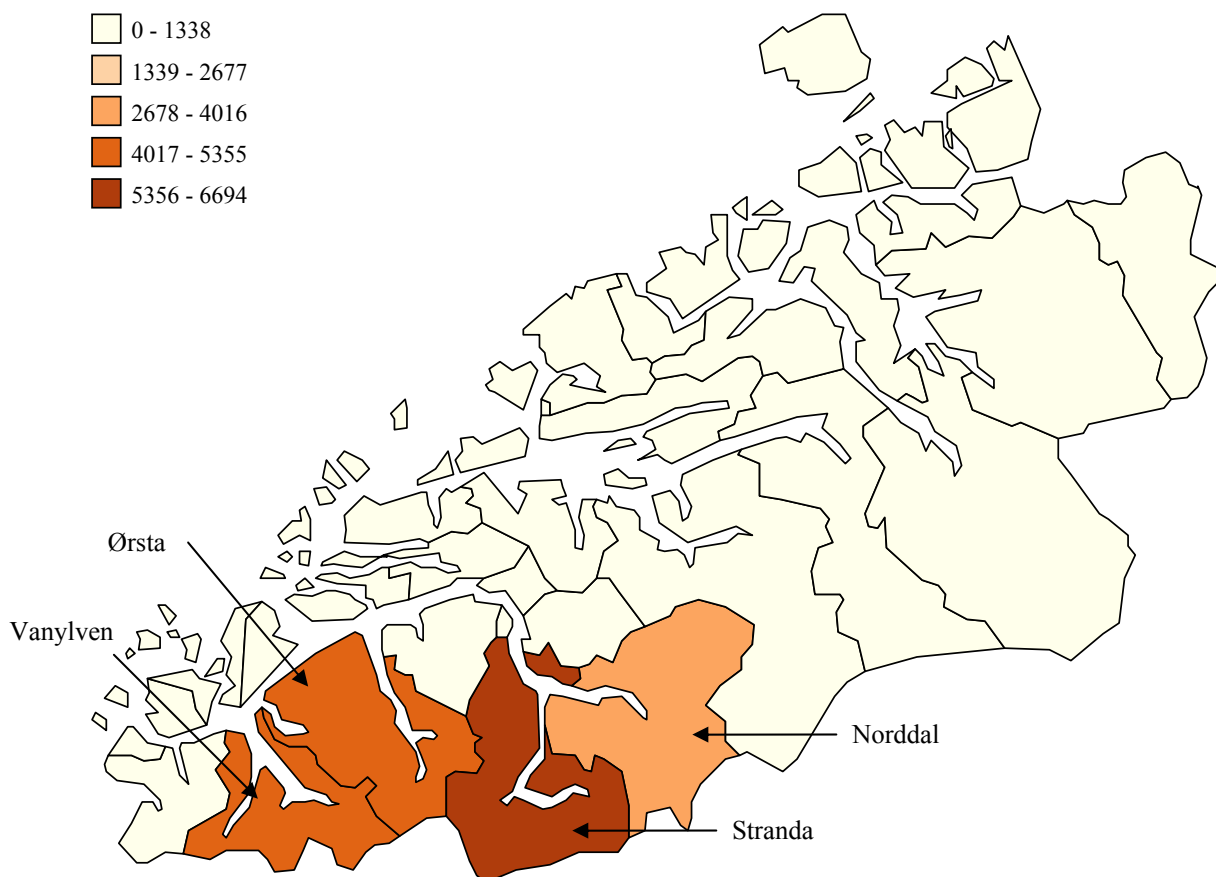 0 - 1338
1339 - 2677
2678 - 4016
4017 - 5355
5356 - 6694
Ørsta
Vanylven
Norddal
Stranda